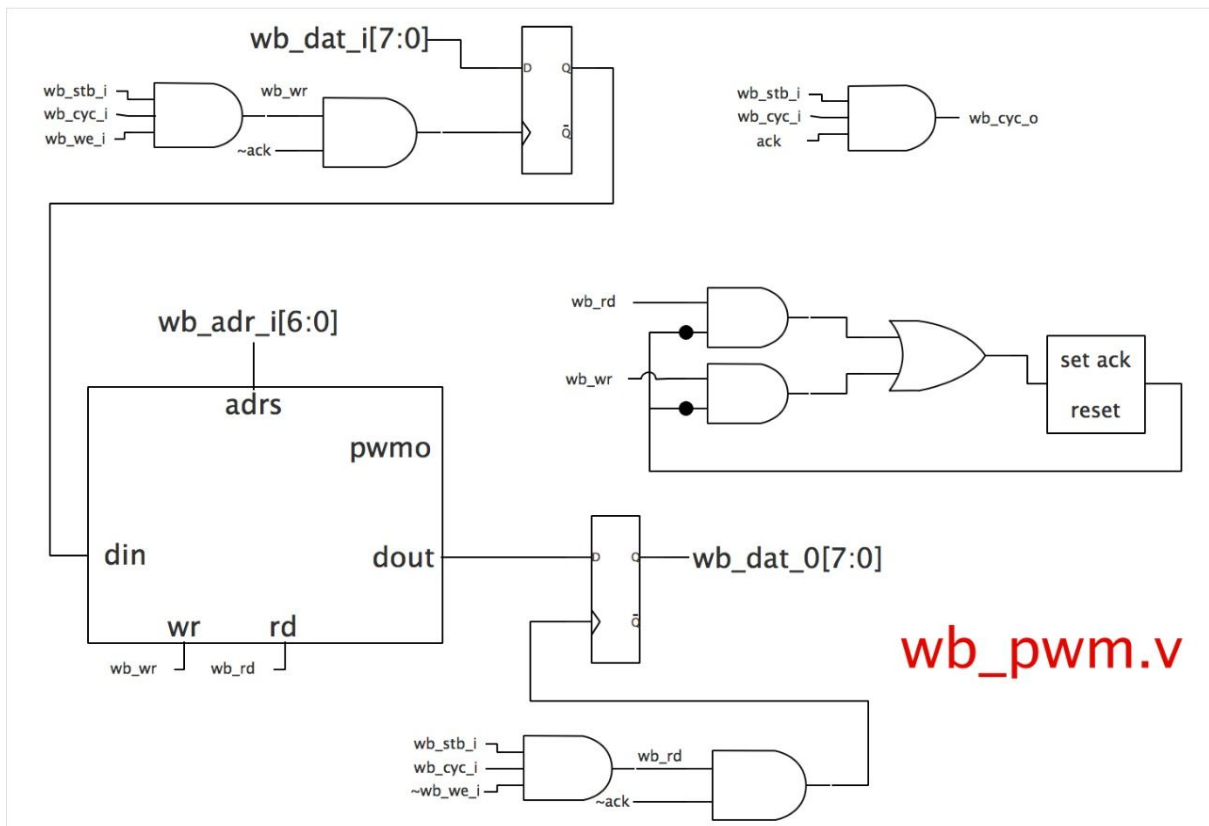 wb_dat_i[7:0]
D
Q
Q̄
wb_stb_i
wb_cyc_i
wb_we_i
wb_wr
~ack
wb_stb_i
wb_cyc_i
ack
wb_cyc_o
wb_rd
wb_wr
set ack
reset
wb_adr_i[6:0]
adrs
pwmo
din
dout
wr
rd
wb_wr
wb_rd
D
Q
Q̄
wb_dat_0[7:0]
wb_pwm.v
wb_stb_i
wb_cyc_i
~wb_we_i
wb_rd
~ack